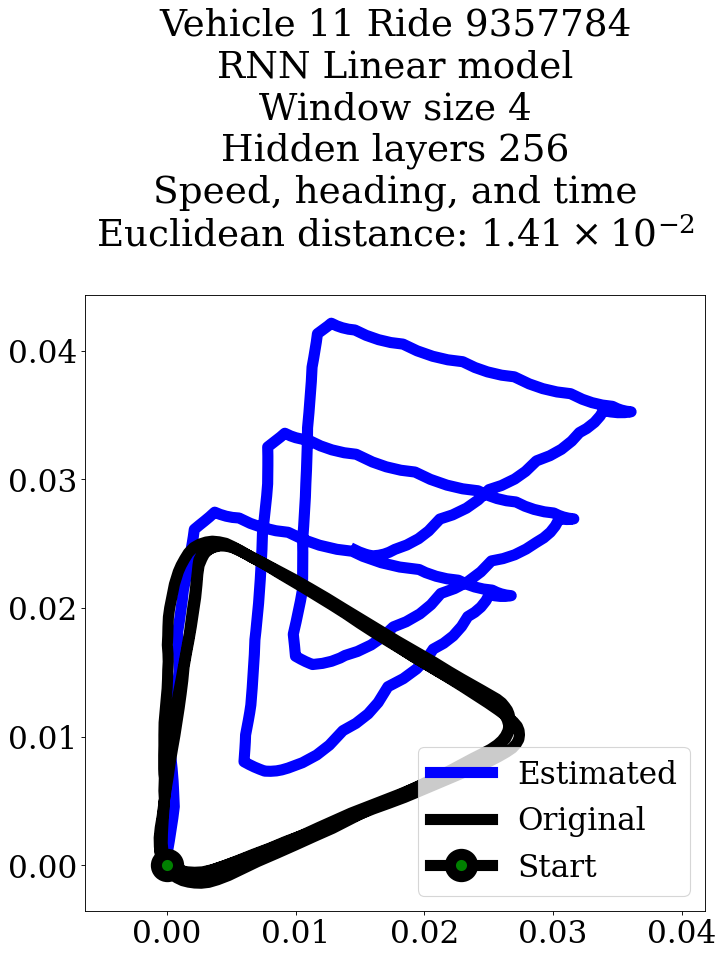 Vehicle 11 Ride 9357784
RNN Linear model
Window size 4
Hidden layers 256
Speed, heading, and time
Euclidean distance: 1.41 × 10⁻²
0.04
0.03
0.02
0.01
0.00
Estimated
Original
Start
0.00 0.01 0.02 0.03 0.04